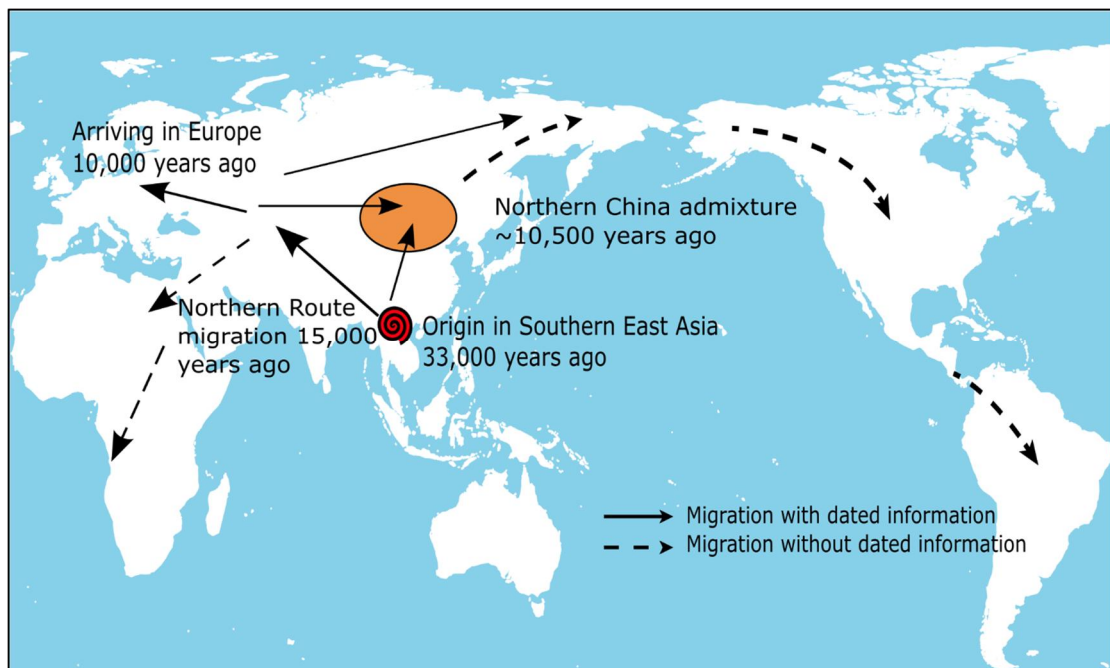 Arriving in Europe
10,000 years ago
Northern China admixture
~10,500 years ago
Northern Route
migration 15,000
years ago
Origin in Southern East Asia
33,000 years ago
Migration with dated information
Migration without dated information